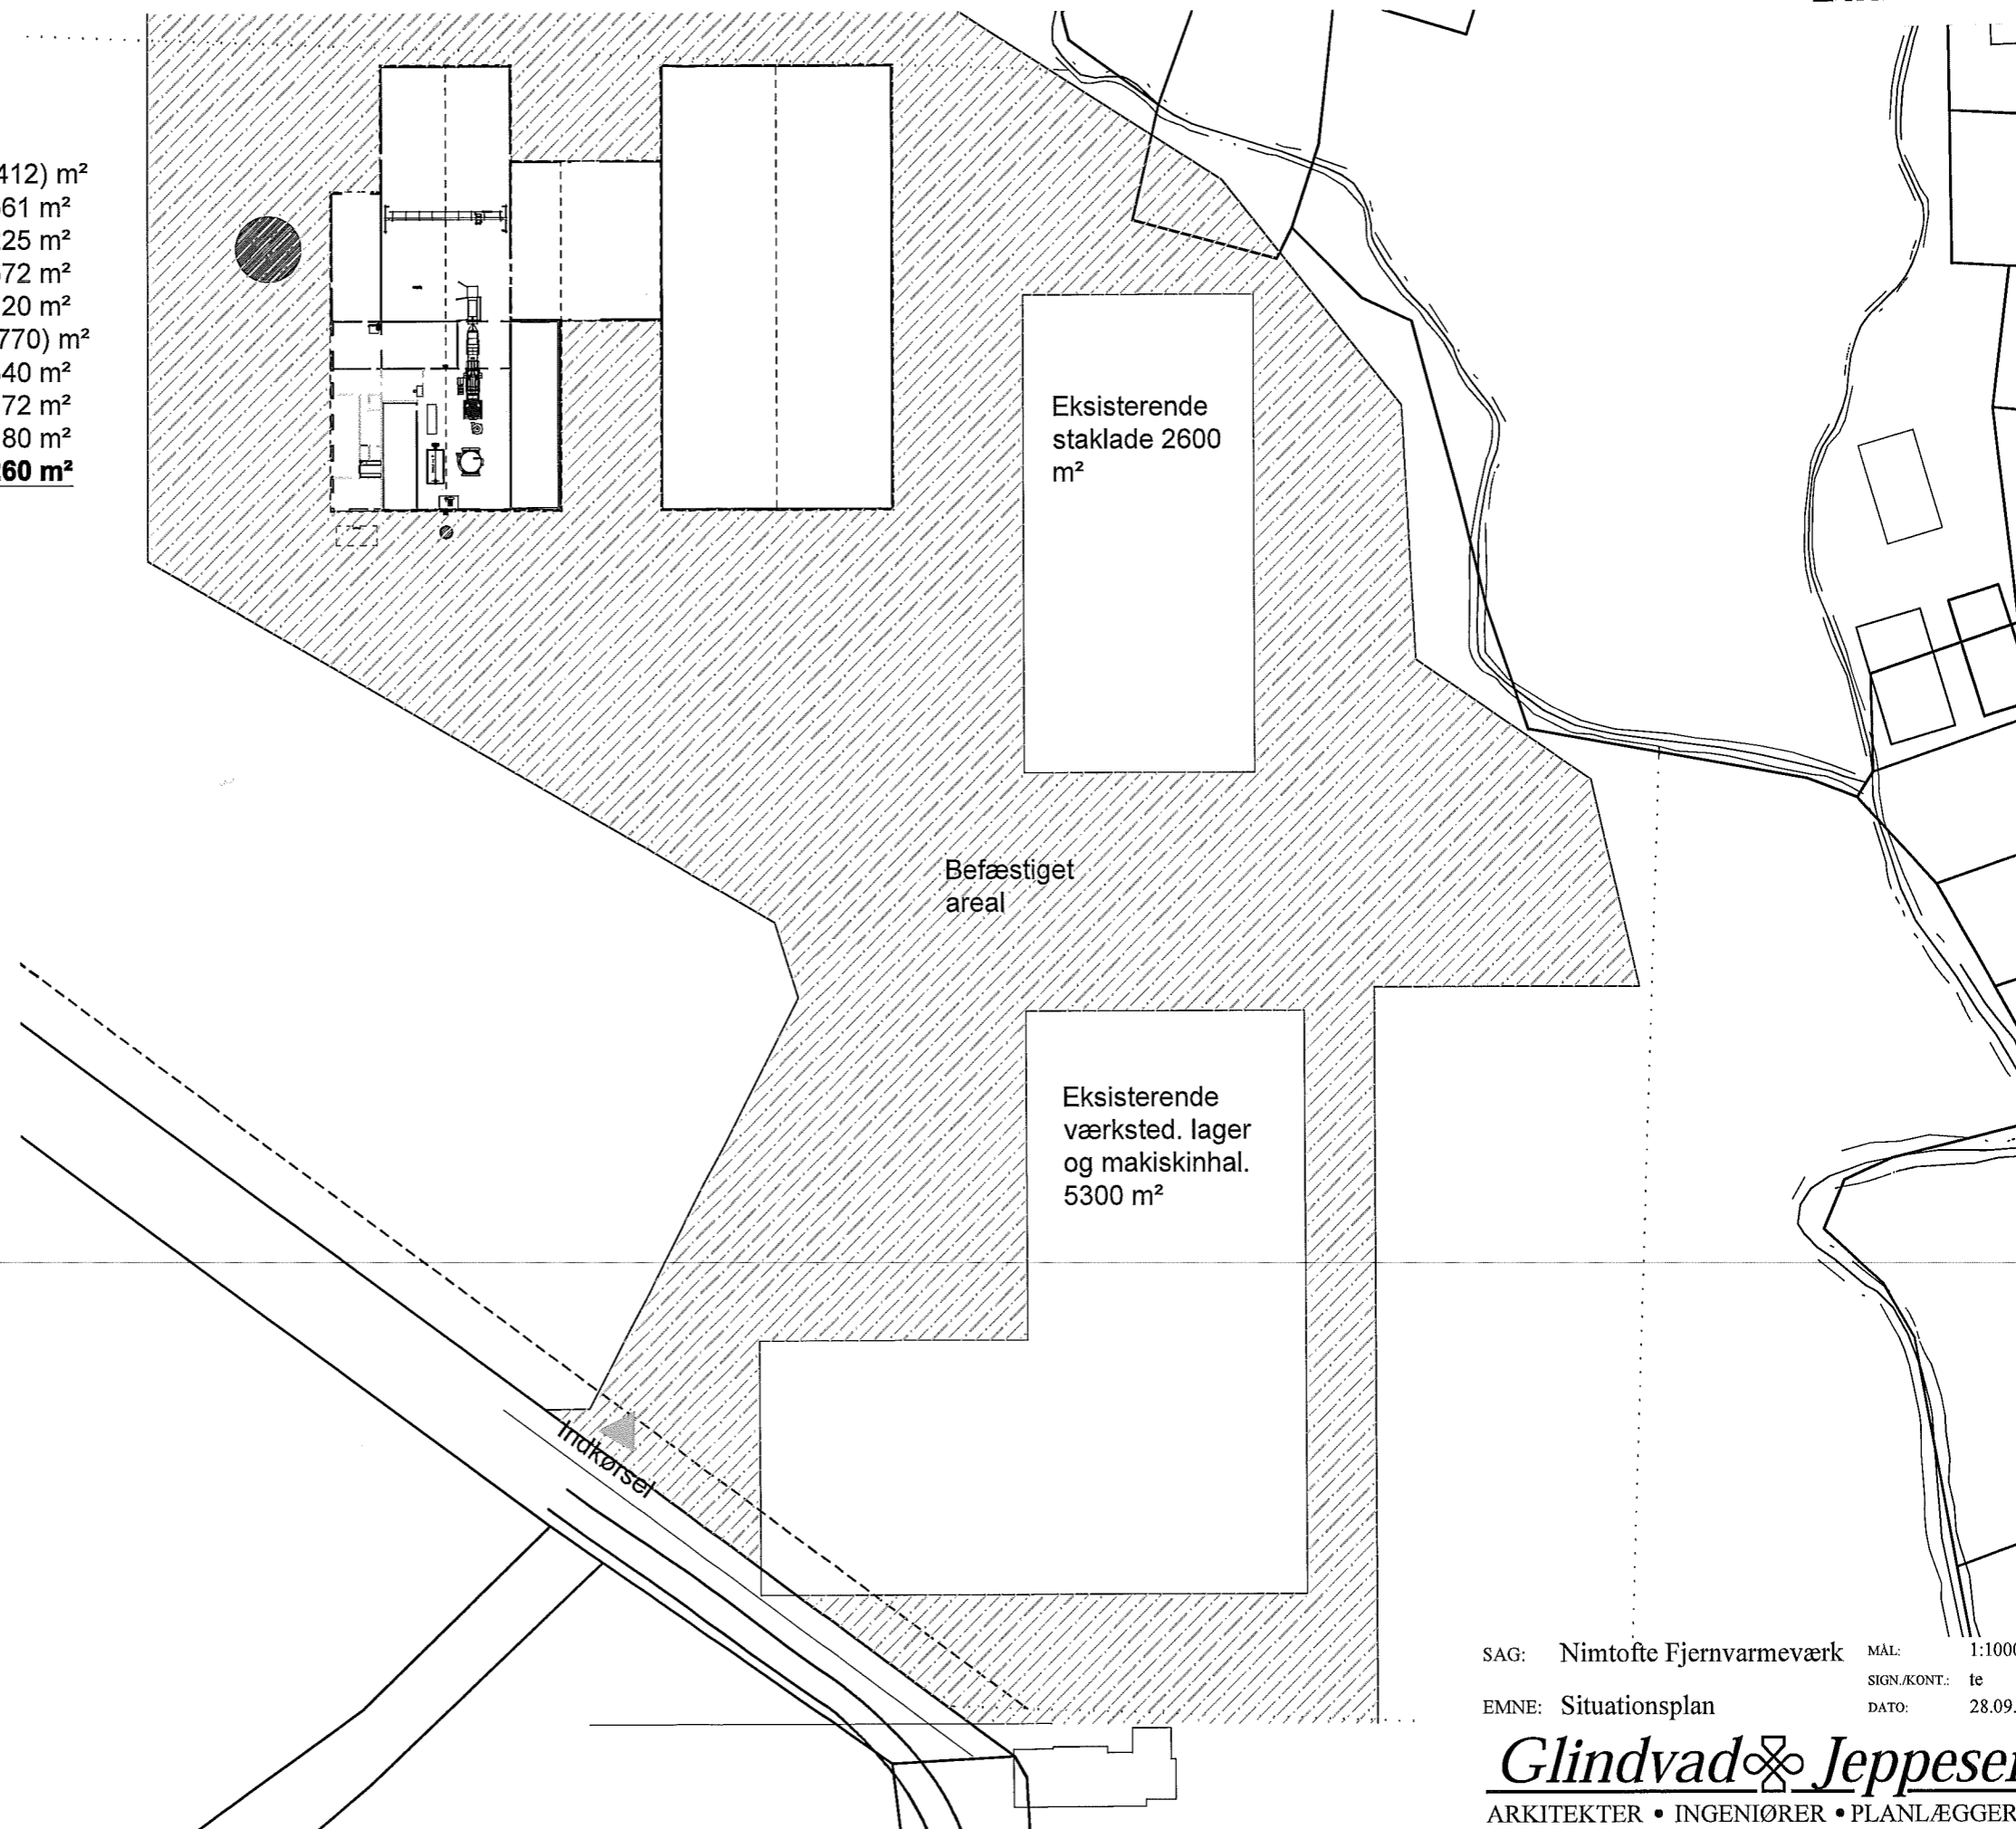 412) m²
61 m²
25 m²
72 m²
20 m²
770) m²
40 m²
72 m²
80 m²
60 m²
Eksisterende
staklade 2600
m²
Befæstiget
areal
Eksisterende
værksted. lager
og makiskinhal.
5300 m²
Indkørsel
SAG: Nimtofte Fjernvarmeværk
MÅL: 1:1000
SIGN./KONT.: te
EMNE: Situationsplan
DATO: 28.09.
Glindvad Jeppesen
ARKITEKTER • INGENIØRER • PLANLÆGGER